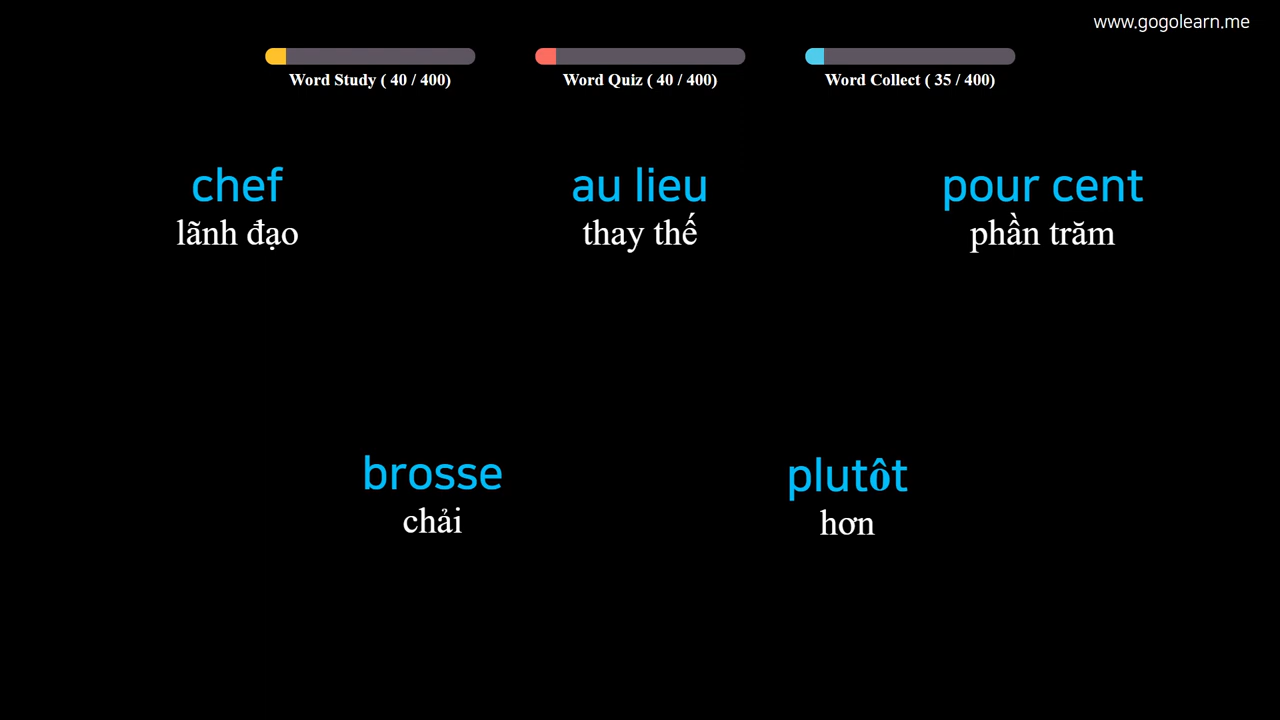 www.gogolearn.me
Word Study ( 40 / 400)
Word Quiz ( 40 / 400)
Word Collect ( 35 / 400)
chef
lãnh đạo
au lieu
thay thế
pour cent
phần trăm
brosse
chải
plutôt
hơn